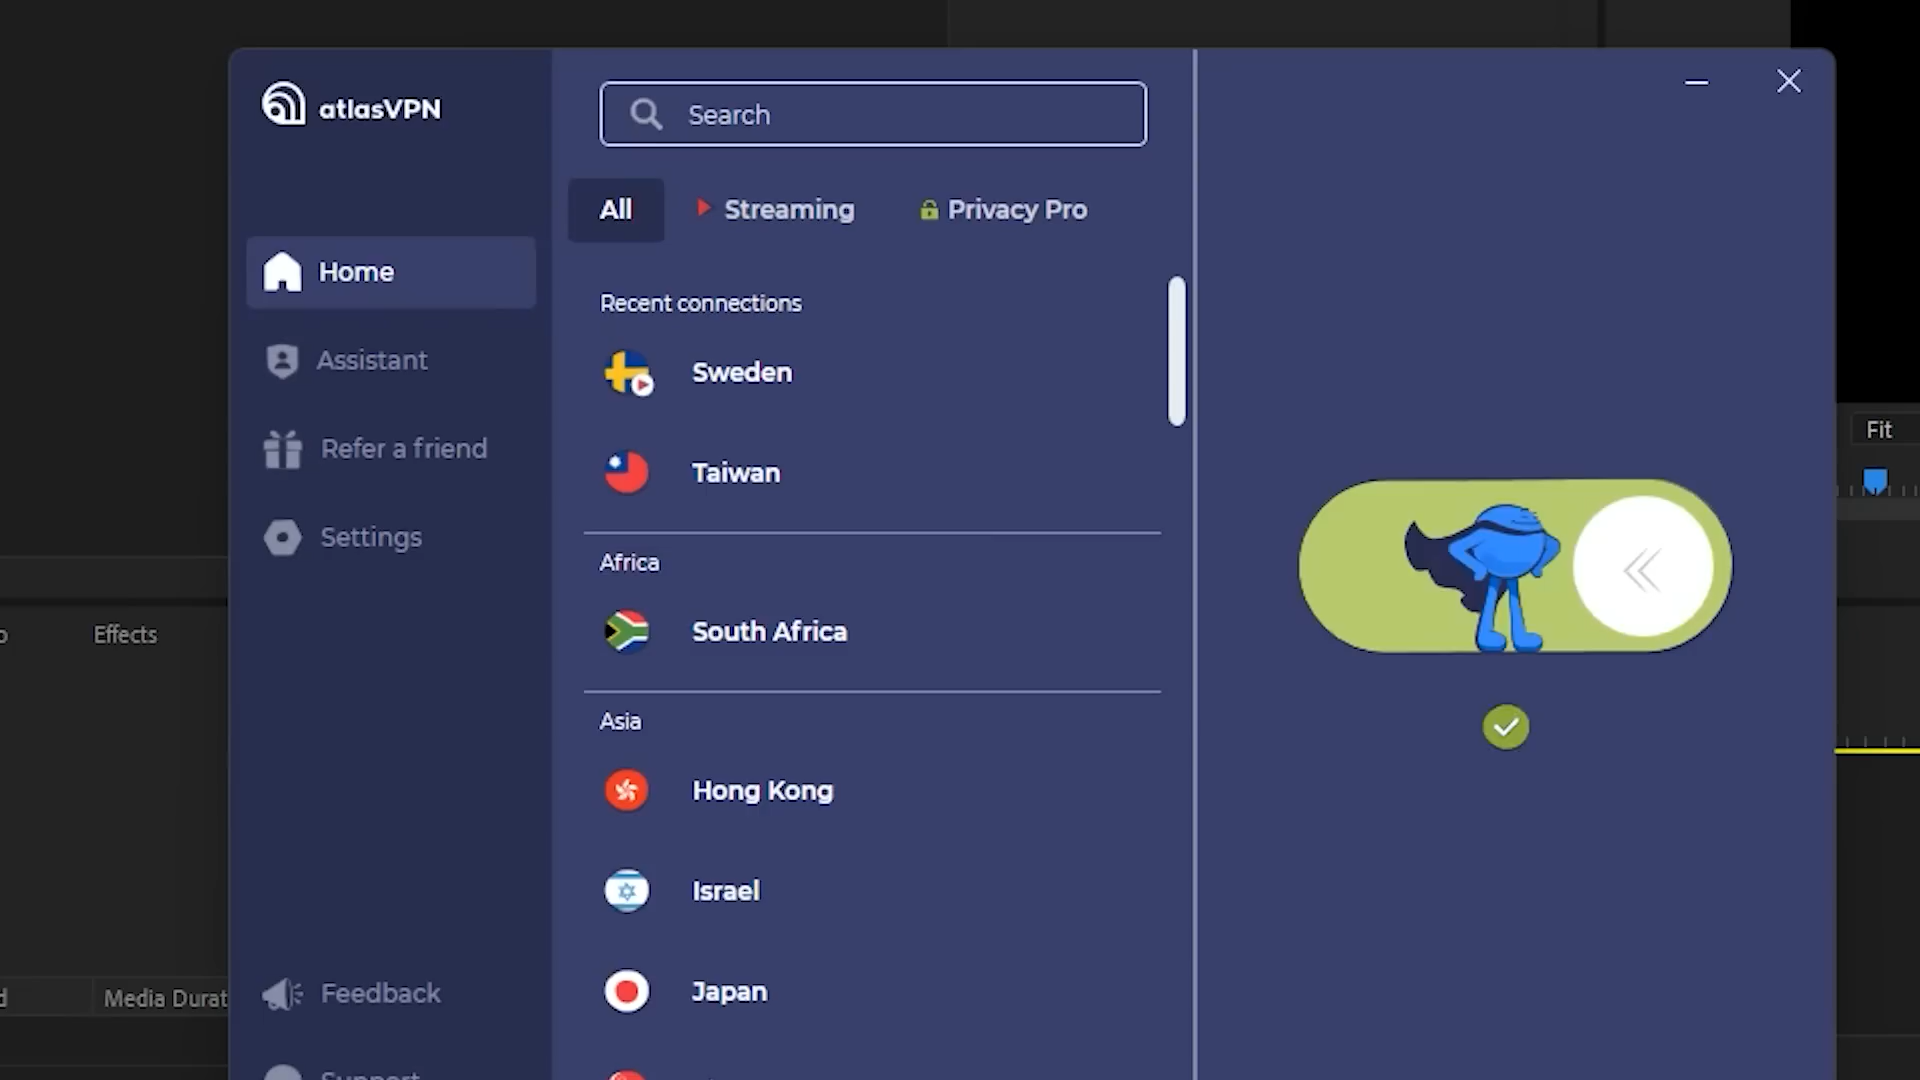 atlasVPN
Search
All
Streaming
Privacy Pro
Home
Recent connections
Assistant
Sweden
Fit
Refer a friend
Taiwan
Settings
Africa
Effects
South Africa
Asia
Hong Kong
Israel
Feedback
Media Durat
Japan
Support